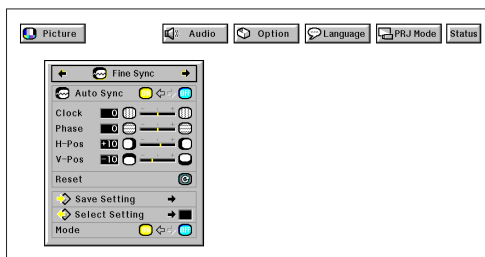 Picture Audio Option Language PRJ Mode Status
Fine Sync
Auto Sync
Clock 0
Phase 0
H-Pos +10
V-Pos -10
Reset
Save Setting
Select Setting
Mode